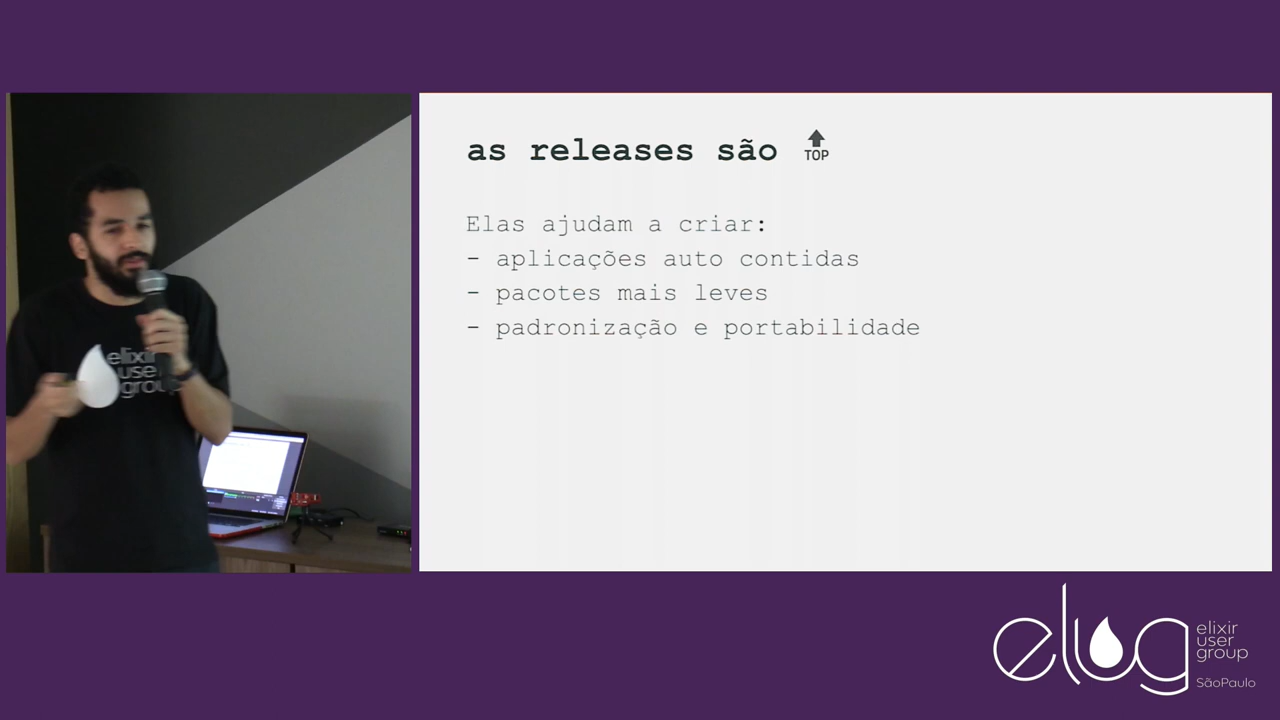 as releases são TOP
Elas ajudam a criar:
- aplicações auto contidas
- pacotes mais leves
- padronização e portabilidade
elixir
user
group
elug
elixir
user
group
SãoPaulo